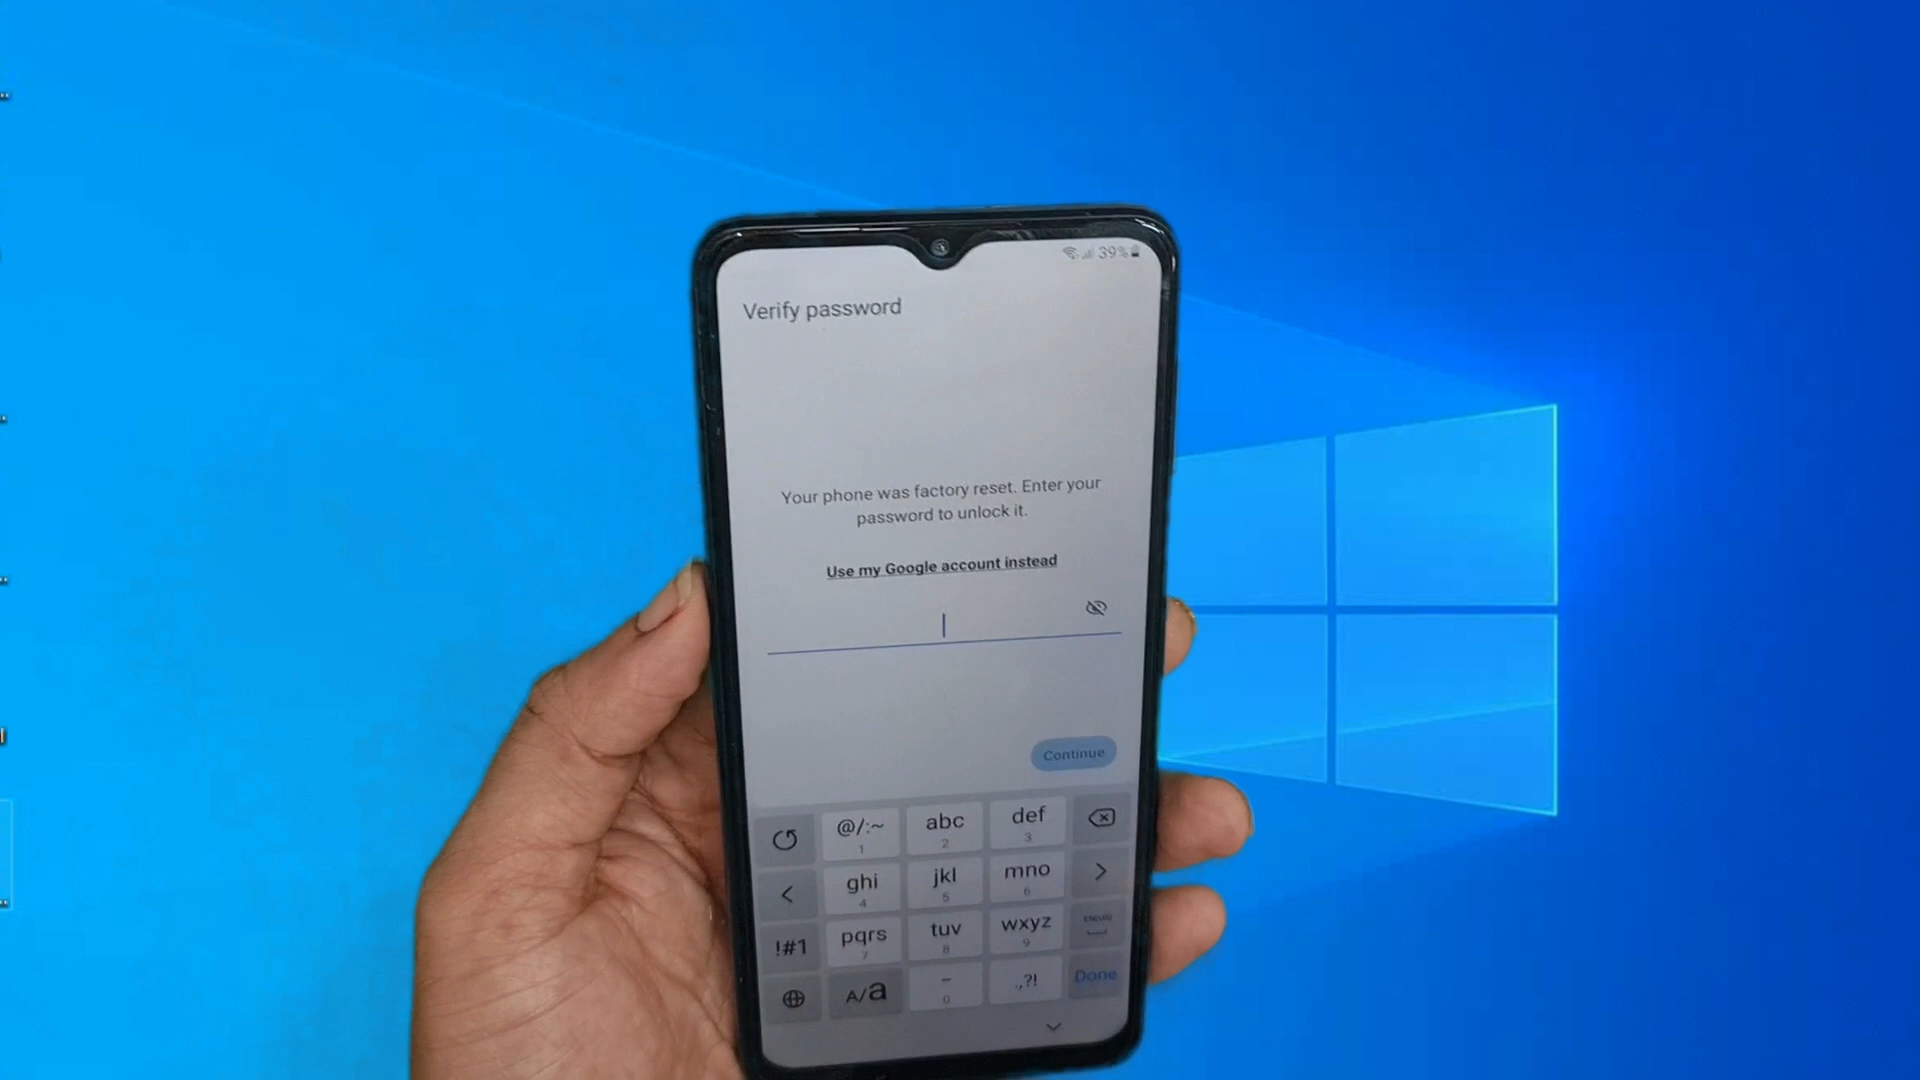 39%
Verify password
Your phone was factory reset. Enter your
password to unlock it.
Use my Google account instead
Continue
@/:~ abc def
1 2 3
ghi jkl mno
4 5 6
!#1 pqrs tuv wxyz
7 8 9
A/a - .,?! Done
0